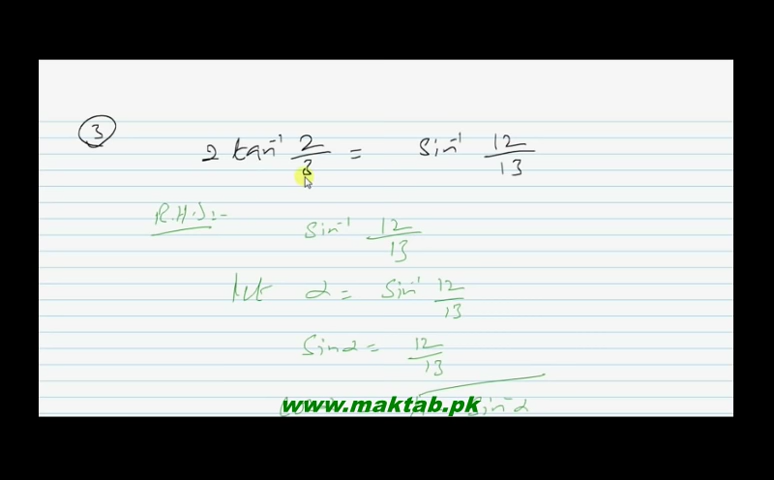 3
2 tan⁻¹ 2/3 = Sin⁻¹ 12/13
R.H.S:-
Sin⁻¹ 12/13
let α = Sin⁻¹ 12/13
Sinα = 12/13
www.maktab.pk